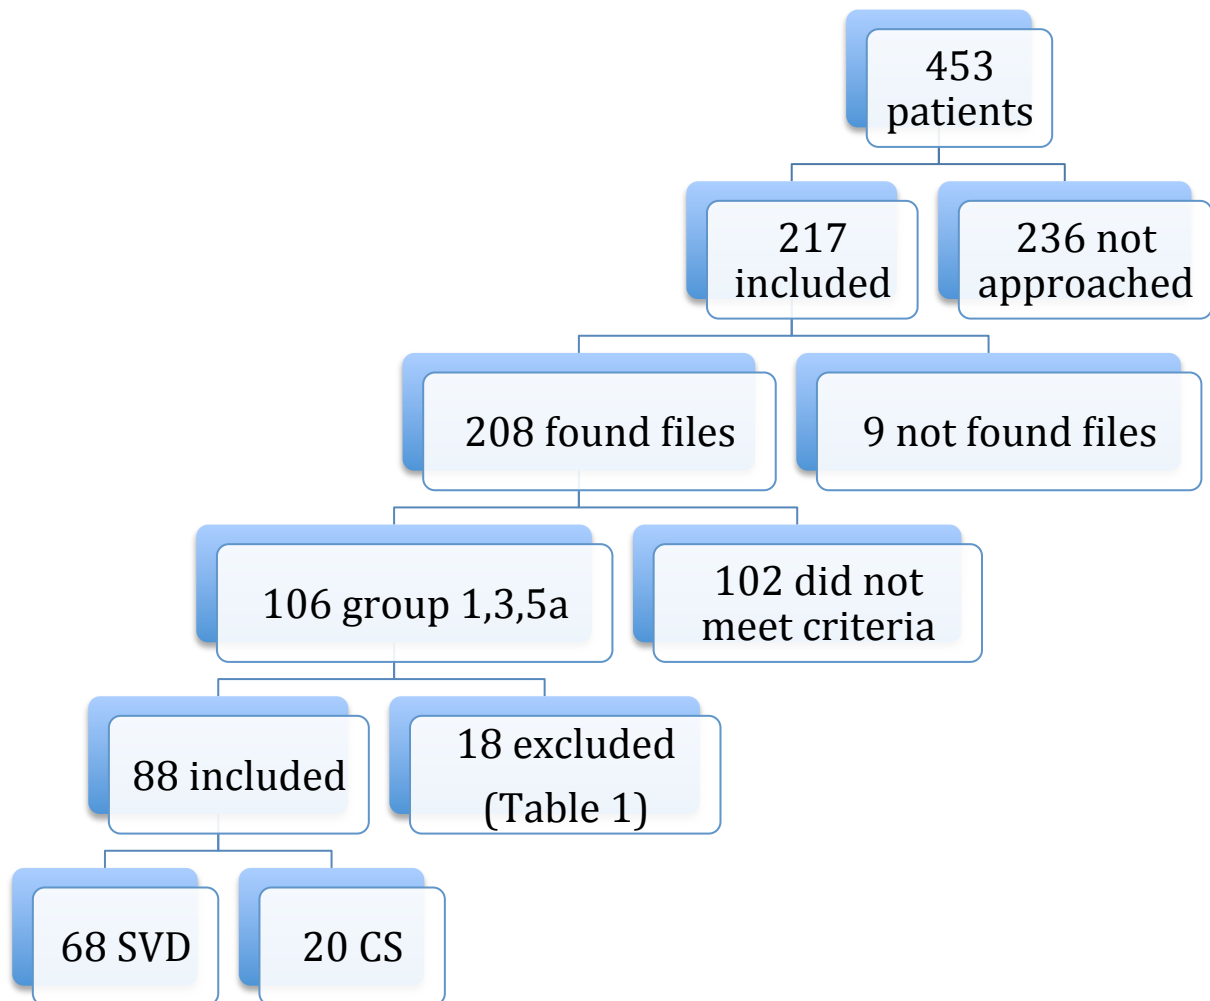 453
patients
217
included
236 not
approached
208 found files
9 not found files
106 group 1,3,5a
102 did not
meet criteria
88 included
18 excluded
(Table 1)
68 SVD
20 CS